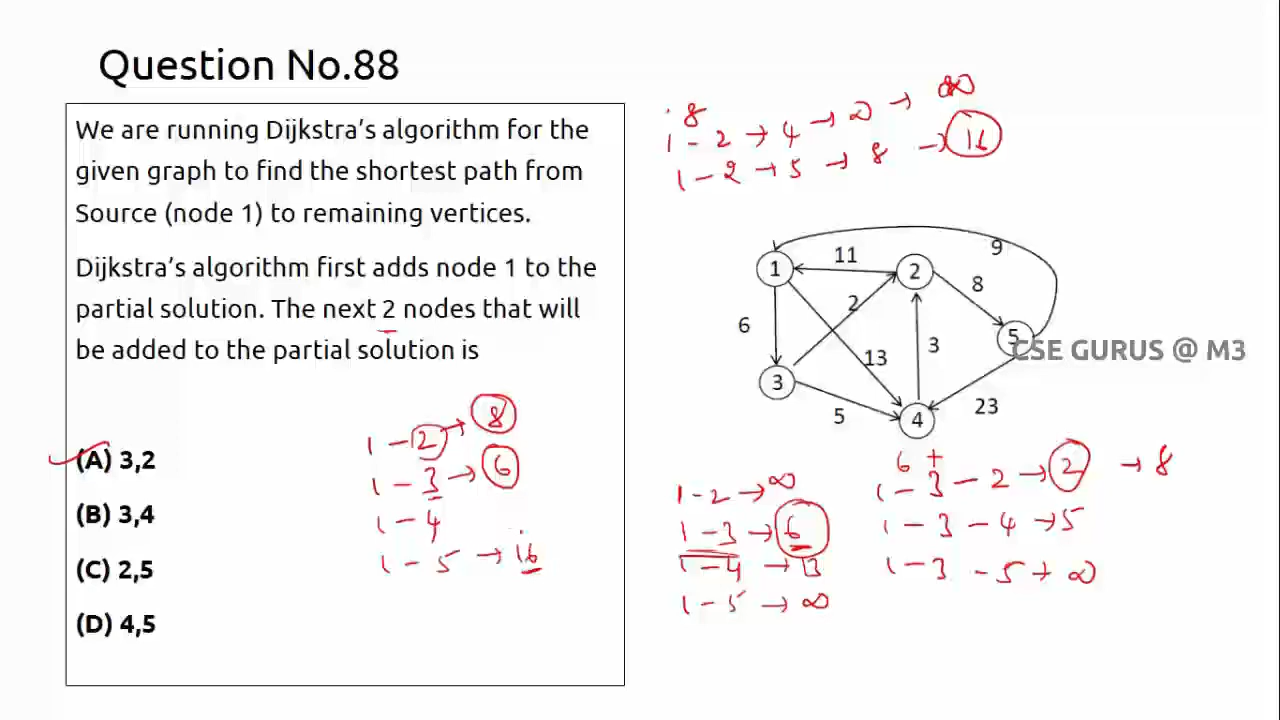 Question No.88
We are running Dijkstra’s algorithm for the
given graph to find the shortest path from
Source (node 1) to remaining vertices.
Dijkstra’s algorithm first adds node 1 to the
partial solution. The next 2 nodes that will
be added to the partial solution is
(A) 3,2
(B) 3,4
(C) 2,5
(D) 4,5
1 - 2 → 8
1 - 3 → 6
1 - 4
1 - 5 → 16
8
1 - 2 → 4 → ∞ → ∞
1 - 2 → 5 → 8 → 16
9
1
11
2
8
2
6
5
CSE GURUS @ M3
3
13
3
5
23
4
1 - 2 → ∞
1 - 3 → 6
1 - 4 → 13
1 - 5 → ∞
6 +
1 - 3 - 2 → 2 → 8
1 - 3 - 4 → 5
1 - 3 - 5 → ∞